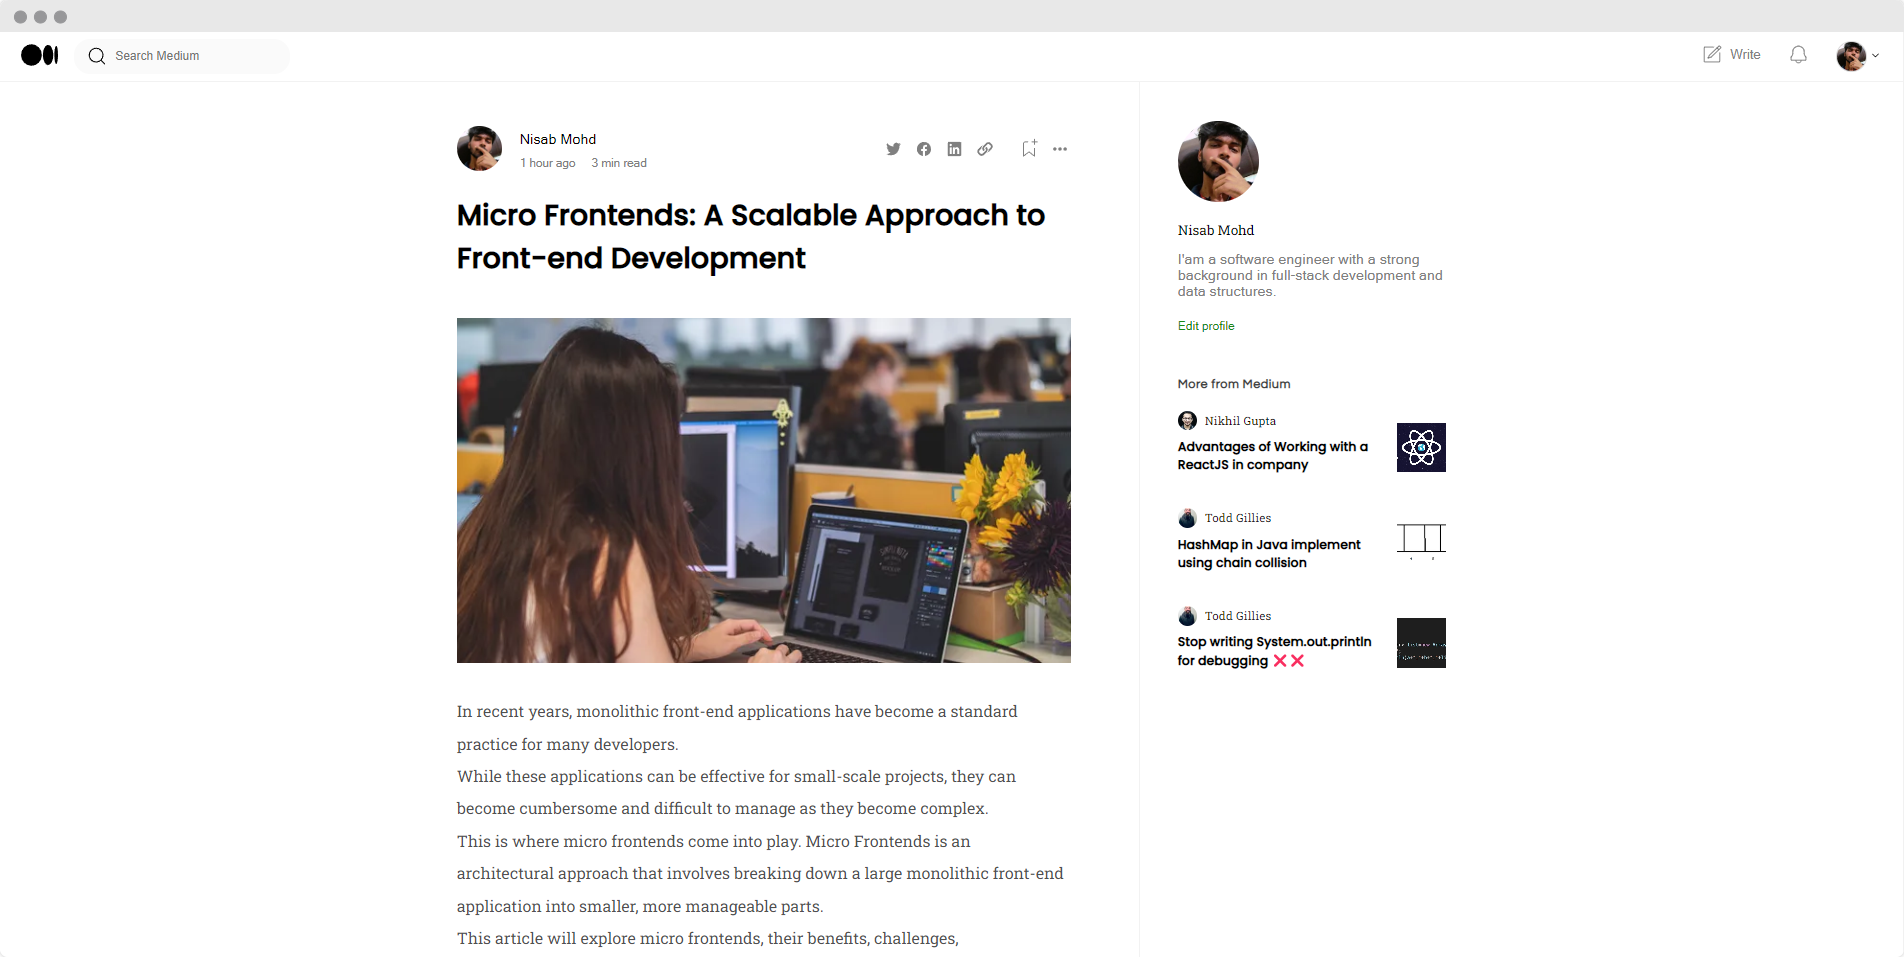 Search Medium
Write
Nisab Mohd
1 hour ago 3 min read
Micro Frontends: A Scalable Approach to
Front-end Development
In recent years, monolithic front-end applications have become a standard
practice for many developers.
While these applications can be effective for small-scale projects, they can
become cumbersome and difficult to manage as they become complex.
This is where micro frontends come into play. Micro Frontends is an
architectural approach that involves breaking down a large monolithic front-end
application into smaller, more manageable parts.
This article will explore micro frontends, their benefits, challenges,
Nisab Mohd
I'am a software engineer with a strong
background in full-stack development and
data structures.
Edit profile
More from Medium
Nikhil Gupta
Advantages of Working with a
ReactJS in company
Todd Gillies
HashMap in Java implement
using chain collision
Todd Gillies
Stop writing System.out.println
for debugging ❌❌